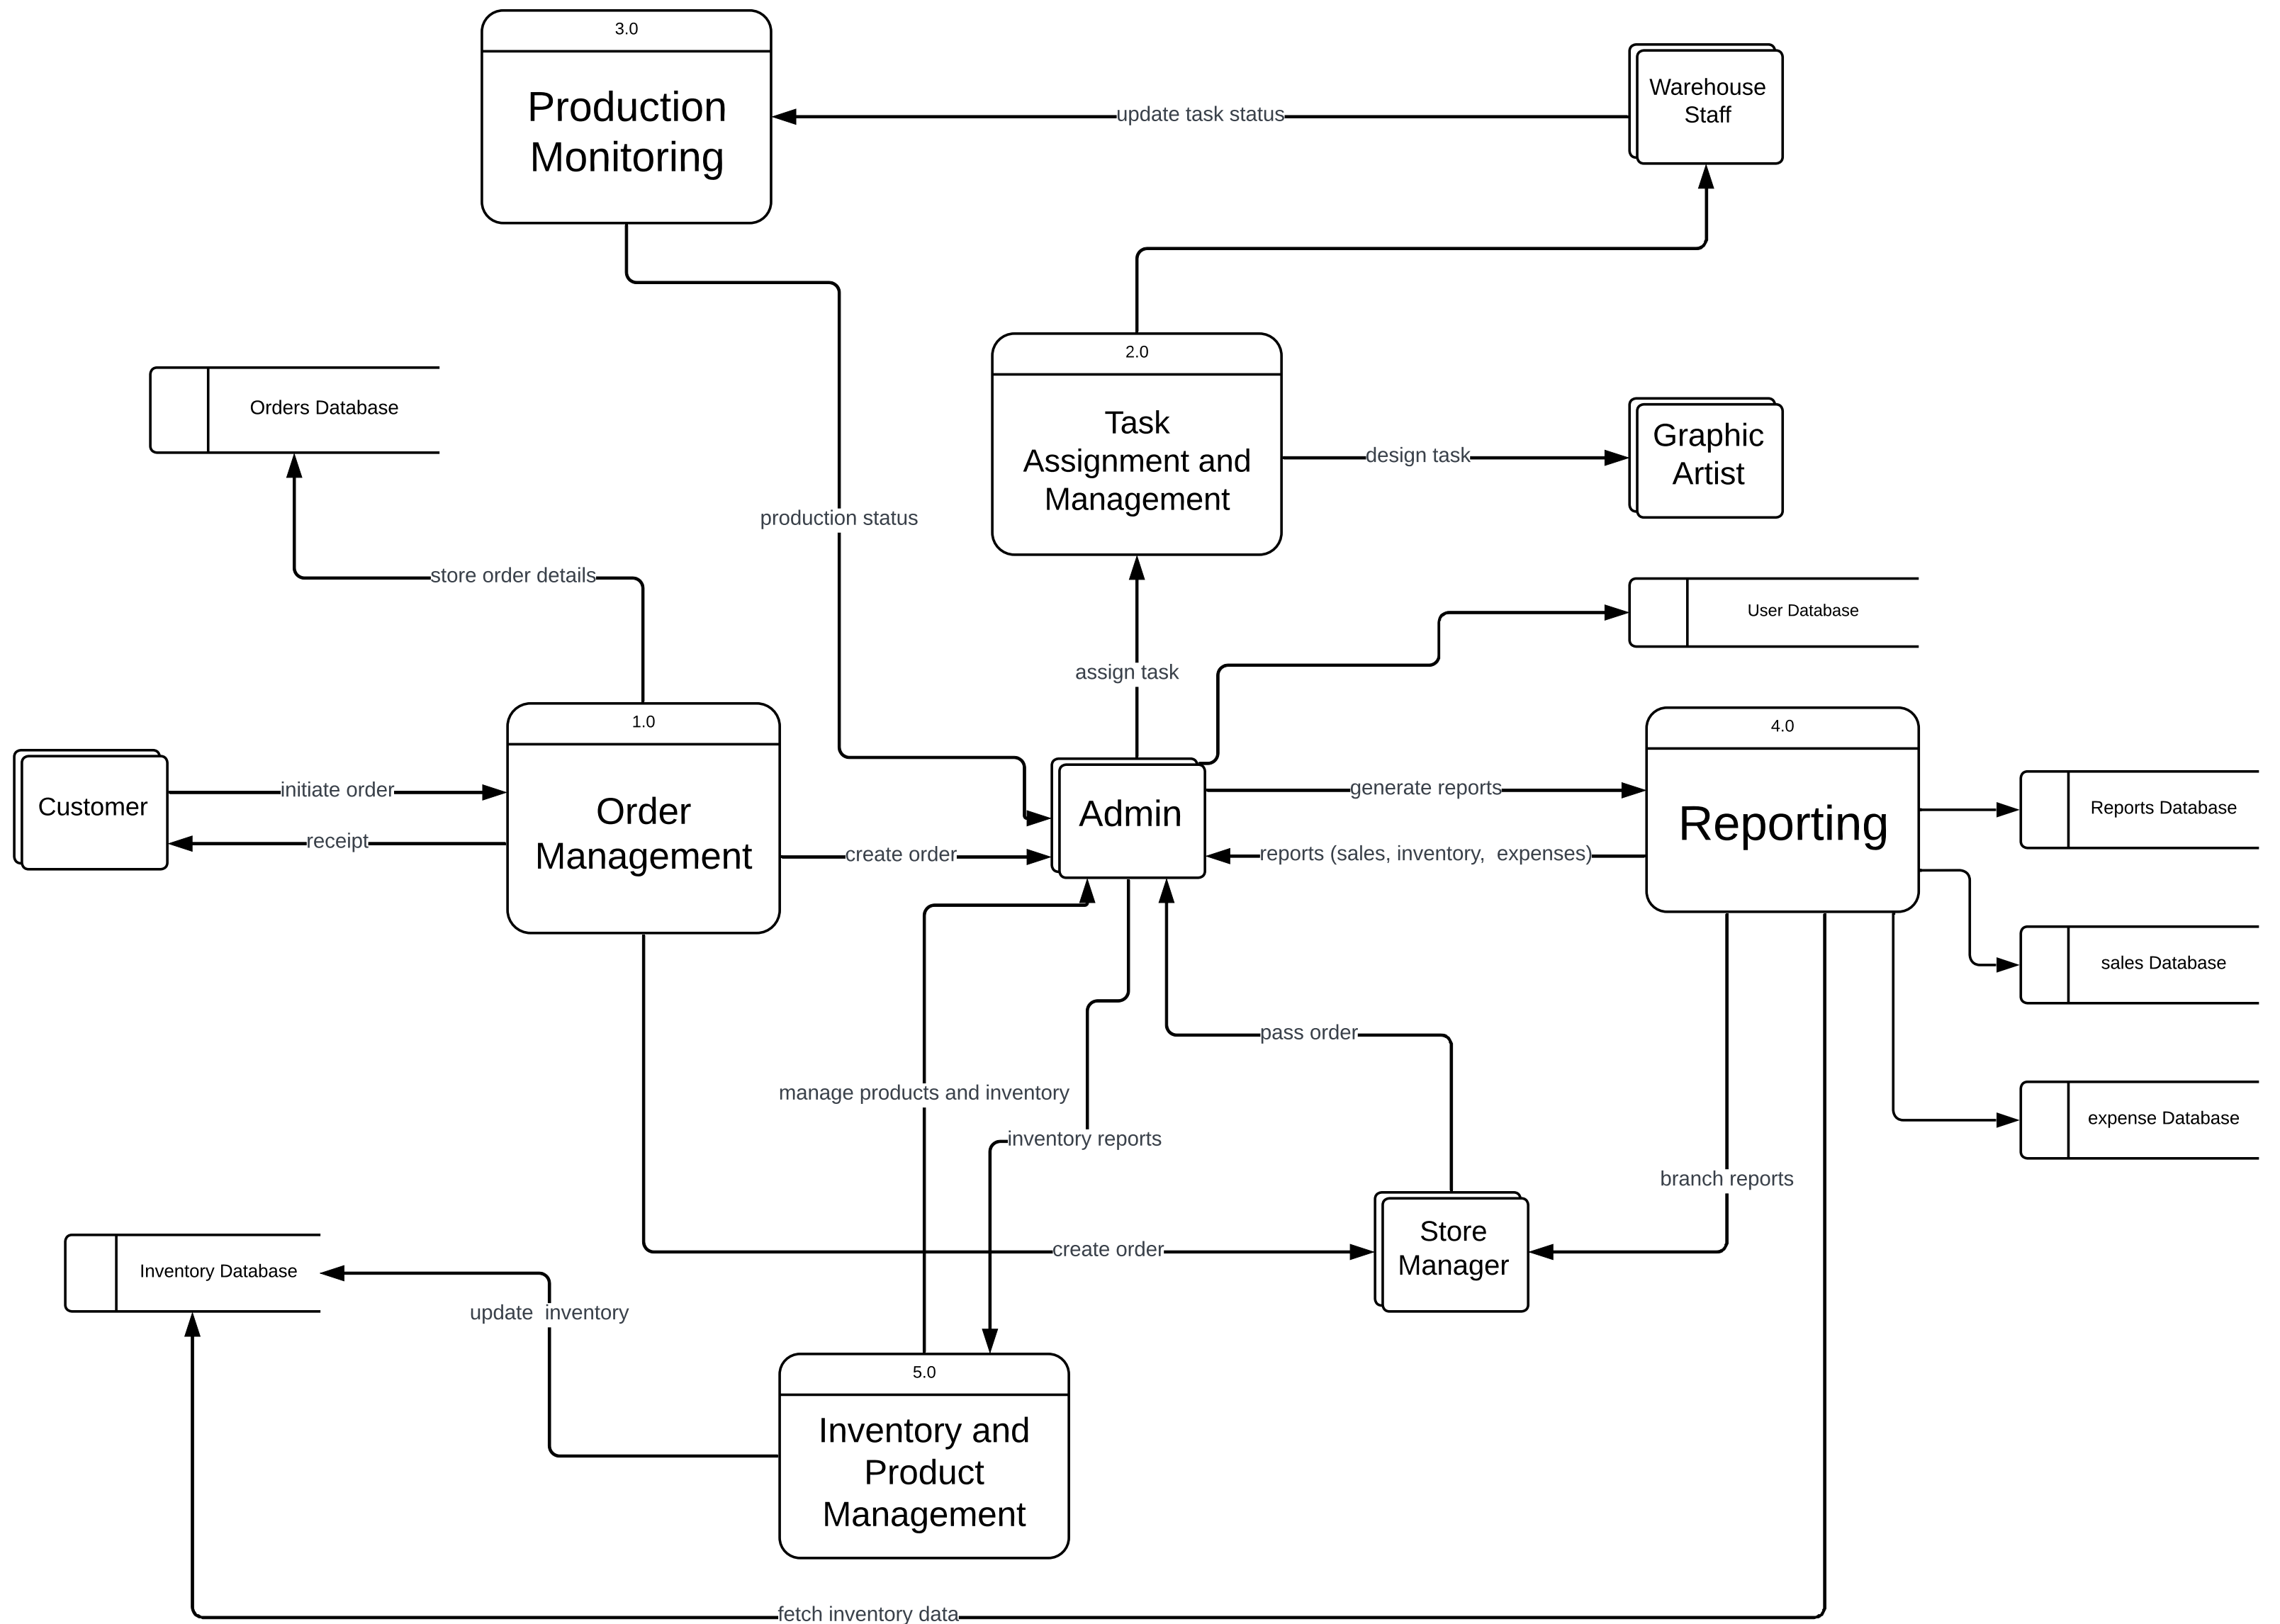 3.0
Production
Monitoring
update task status
Warehouse
Staff
2.0
Task
Assignment and
Management
design task
Graphic
Artist
Orders Database
production status
store order details
User Database
assign task
1.0
Order
Management
4.0
Reporting
Customer
initiate order
receipt
create order
Admin
generate reports
reports (sales, inventory,  expenses)
Reports Database
sales Database
expense Database
pass order
manage products and inventory
inventory reports
branch reports
Store
Manager
create order
Inventory Database
update  inventory
5.0
Inventory and
Product
Management
fetch inventory data